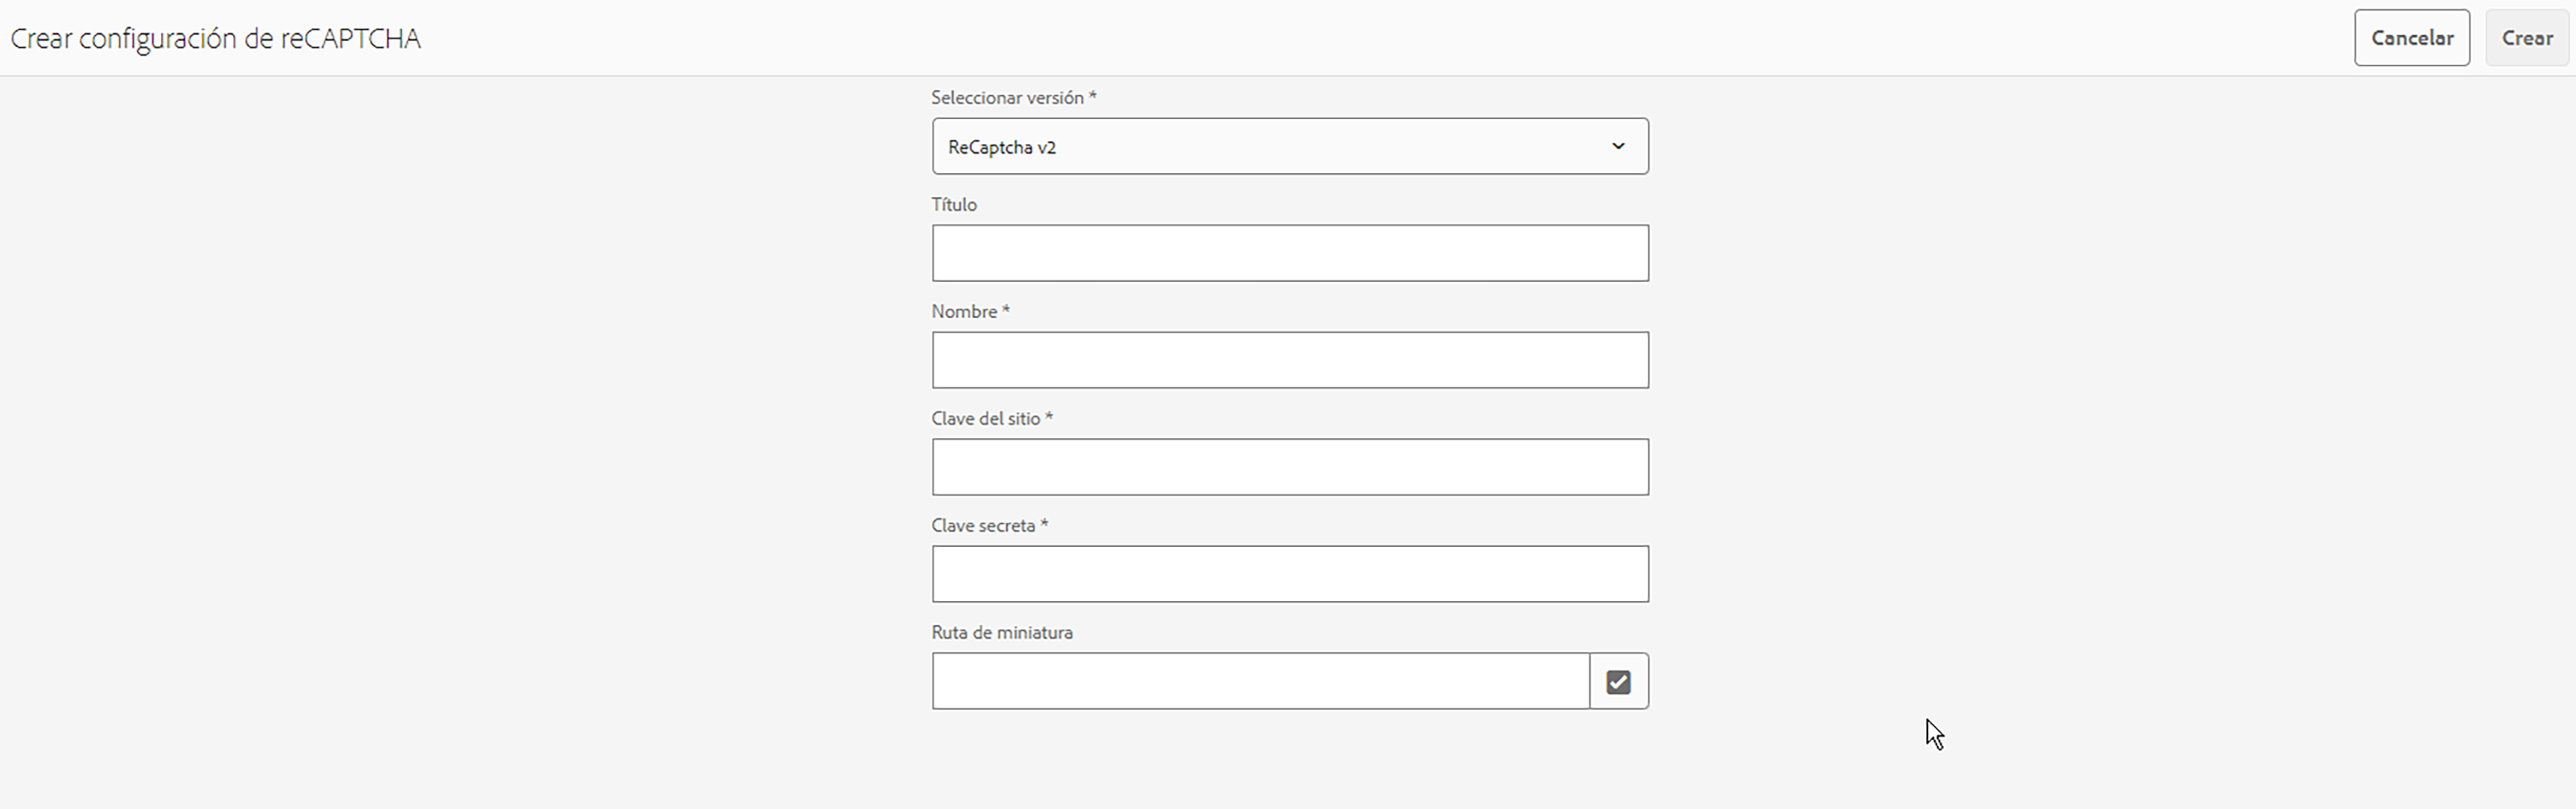 Crear configuración de reCAPTCHA
Cancelar
Crear
Seleccionar versión *
ReCaptcha v2
Título
Nombre *
Clave del sitio *
Clave secreta *
Ruta de miniatura